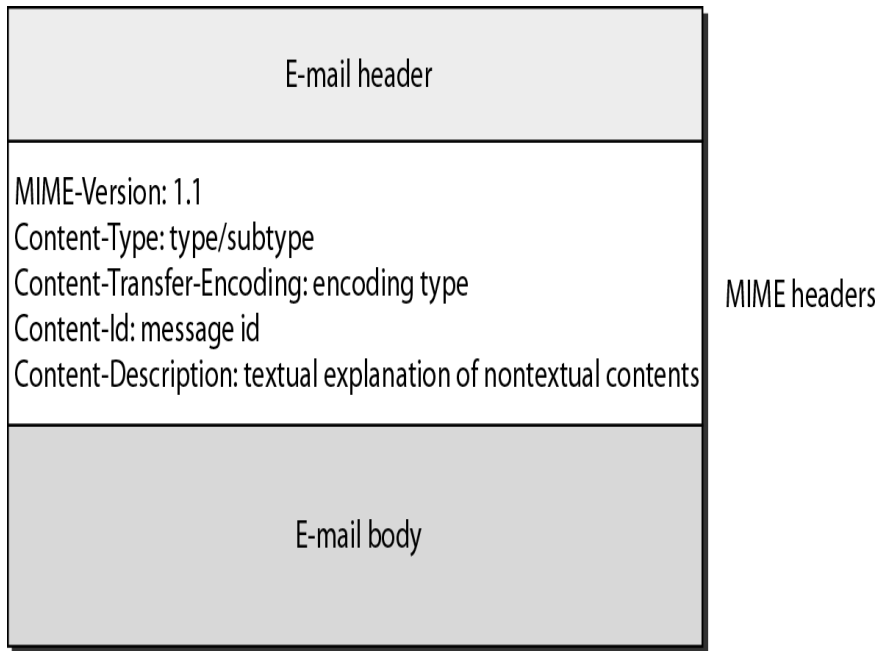 E-mail header
MIME-Version: 1.1
Content-Type: type/subtype
Content-Transfer-Encoding: encoding type
Content-Id: message id
Content-Description: textual explanation of nontextual contents
MIME headers
E-mail body